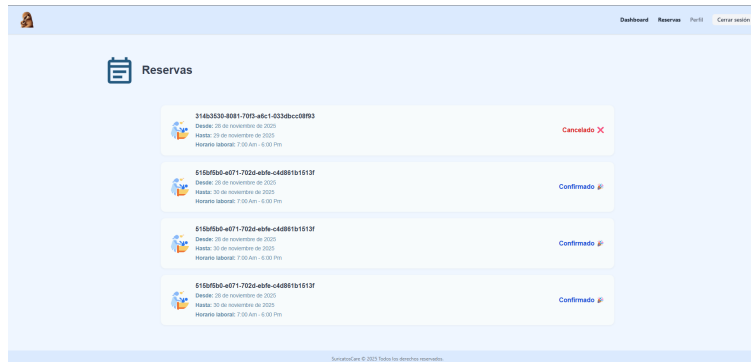 Dashboard Reservas Perfil Cerrar sesión
Reservas
314b3530-8081-70f3-a6c1-033dbcc08f93
Desde: 26 de noviembre de 2025
Hasta: 29 de noviembre de 2025
Horario laboral: 7:00 Am - 6:00 Pm
Cancelado ❌
515bf5b0-e071-702d-ebfe-c4d861b1513f
Desde: 28 de noviembre de 2025
Hasta: 30 de noviembre de 2025
Horario laboral: 7:00 Am - 6:00 Pm
Confirmado 🎉
515bf5b0-e071-702d-ebfe-c4d861b1513f
Desde: 28 de noviembre de 2025
Hasta: 30 de noviembre de 2025
Horario laboral: 7:00 Am - 6:00 Pm
Confirmado 🎉
515bf5b0-e071-702d-ebfe-c4d861b1513f
Desde: 28 de noviembre de 2025
Hasta: 30 de noviembre de 2025
Horario laboral: 7:00 Am - 6:00 Pm
Confirmado 🎉
© 2025 Todos los derechos reservados